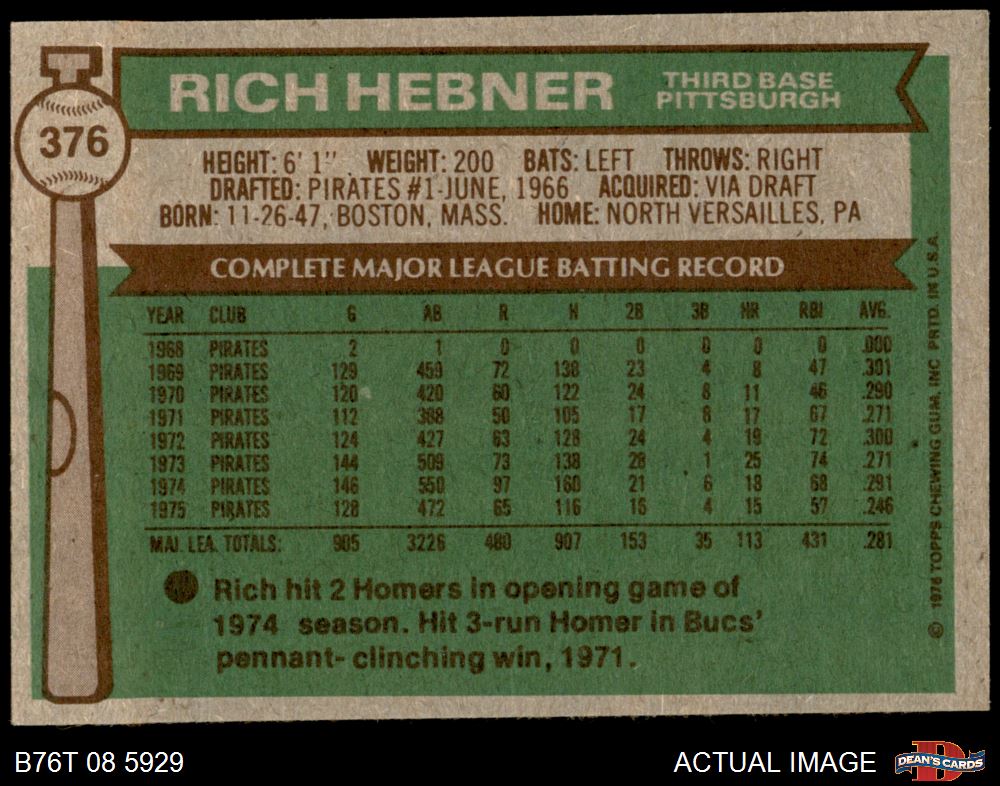 376
RICH HEBNER
THIRD BASE
PITTSBURGH
HEIGHT: 6' 1" WEIGHT: 200 BATS: LEFT THROWS: RIGHT
DRAFTED: PIRATES #1-JUNE, 1966 ACQUIRED: VIA DRAFT
BORN: 11-26-47, BOSTON, MASS. HOME: NORTH VERSAILLES, PA
COMPLETE MAJOR LEAGUE BATTING RECORD
YEAR CLUB G AB R H 2B 3B HR RBI AVG.
1968 PIRATES 2 1 0 0 0 0 0 0 .000
1969 PIRATES 129 459 72 138 23 4 8 47 .301
1970 PIRATES 120 420 60 122 24 8 11 46 .290
1971 PIRATES 112 388 50 105 17 8 17 67 .271
1972 PIRATES 124 427 63 128 24 4 19 72 .300
1973 PIRATES 144 509 73 138 28 1 25 74 .271
1974 PIRATES 146 550 97 160 21 6 18 68 .291
1975 PIRATES 128 472 65 116 16 4 15 57 .246
MAJ. LEA. TOTALS: 905 3226 480 907 153 35 113 431 .281
Rich hit 2 Homers in opening game of
1974 season. Hit 3-run Homer in Bucs'
pennant- clinching win, 1971.
© 1976 TOPPS CHEWING GUM, INC PRTD. IN U.S.A.
B76T 08 5929
ACTUAL IMAGE
D
DEAN'S CARDS